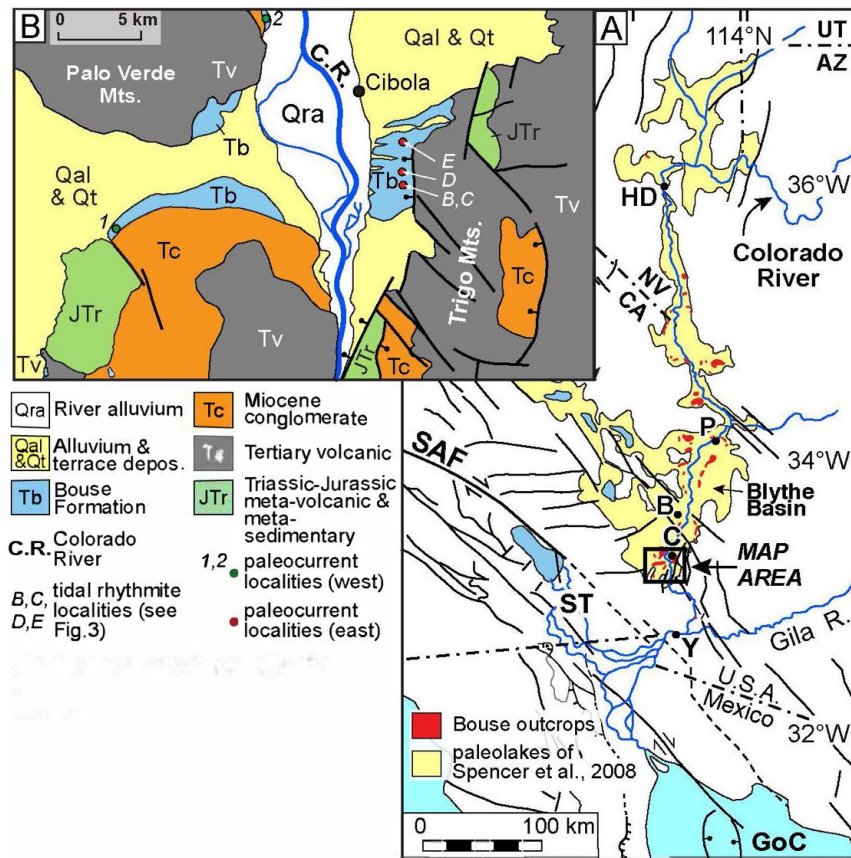 B
0 5 km
2
Palo Verde
Mts.
Tv
C.R.
Qal & Qt
Cibola
Qra
Tb
JTr
E
D
B,C
Tb
Qal
& Qt
Tb
1
Tc
Tv
Trigo Mts.
Tc
JTr
Tv
Tv
JTr
Tc
A
114°N
UT
AZ
36°W
HD
Colorado
River
NV
CA
P
34°W
SAF
B
Blythe
Basin
C
MAP
AREA
ST
Y
Gila R.
U.S.A
Mexico
32°W
GoC
Qra River alluvium
Qal
&Qt
Alluvium &
terrace depos.
Tb Bouse
Formation
C.R. Colorado
River
B,C, tidal rhythmite
D,E localities (see
Fig.3)
Tc Miocene
conglomerate
Tertiary volcanic
JTr Triassic-Jurassic
meta-volcanic &
meta-
sedimentary
1,2 paleocurrent
localities (west)
paleocurrent
localities (east)
Bouse outcrops
paleolakes of
Spencer et al., 2008
0 100 km